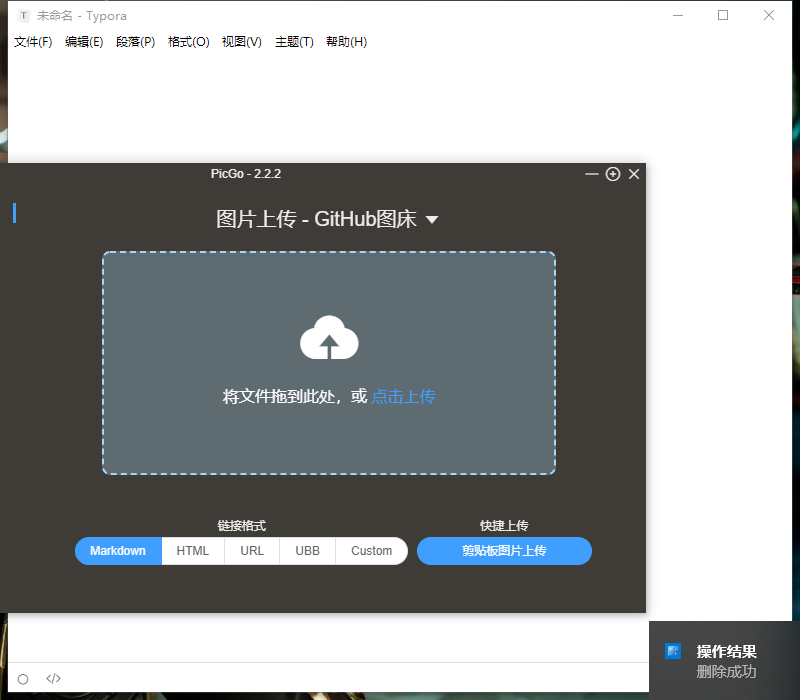 T 未命名 - Typora
文件(F) 编辑(E) 段落(P) 格式(O) 视图(V) 主题(T) 帮助(H)
PicGo - 2.2.2
图片上传 - GitHub图床
将文件拖到此处，或 点击上传
链接格式 快捷上传
Markdown HTML URL UBB Custom 剪贴板图片上传
操作结果
删除成功